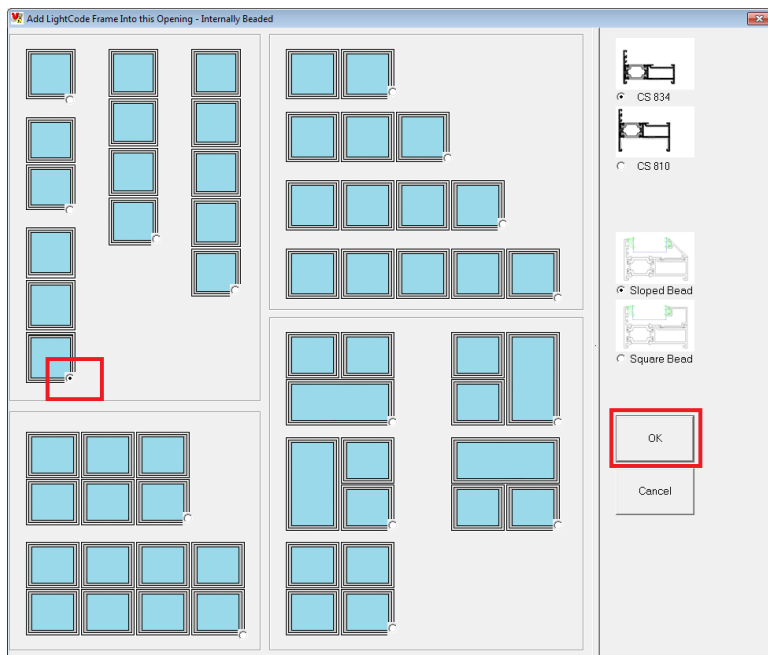 Add LightCode Frame Into this Opening - Internally Beaded
CS 834
CS 810
Sloped Bead
Square Bead
OK
Cancel